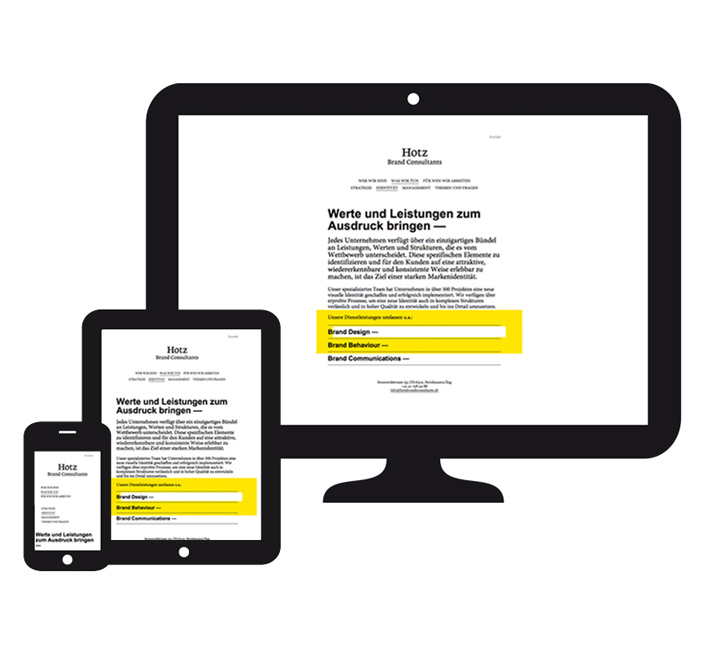 Kontakt
Hotz
Brand Consultants
WER WIR SIND WAS WIR TUN FÜR WEN WIR ARBEITEN
STRATEGIE IDENTITÄT MANAGEMENT THEMEN UND FRAGEN
Werte und Leistungen zum
Ausdruck bringen —
Jedes Unternehmen verfügt über ein einzigartiges Bündel
an Leistungen, Werten und Strukturen, die es vom
Wettbewerb unterscheidet. Diese spezifischen Elemente zu
identifizieren und für den Kunden auf eine attraktive,
wiedererkennbare und konsistente Weise erlebbar zu
machen, ist das Ziel einer starken Markenidentität.
Unser spezialisiertes Team hat Unternehmen in über 300 Projekten eine neue
visuelle Identität geschaffen und erfolgreich implementiert. Wir verfügen über
erprobte Prozesse, um eine neue Identität auch in komplexen Strukturen
verlässlich und in hoher Qualität zu entwickeln und bis ins Detail umzusetzen.
Unsere Dienstleistungen umfassen u.a.:
Brand Design —
Brand Behaviour —
Brand Communications —
Kontakt
Hotz
Brand Consultants
WER WIR SIND WAS WIR TUN FÜR WEN WIR ARBEITEN
STRATEGIE IDENTITÄT MANAGEMENT THEMEN UND FRAGEN
Werte und Leistungen zum
Ausdruck bringen —
Jedes Unternehmen verfügt über ein einzigartiges Bündel
an Leistungen, Werten und Strukturen, die es vom
Wettbewerb unterscheidet. Diese spezifischen Elemente
zu identifizieren und für den Kunden auf eine attraktive,
wiedererkennbare und konsistente Weise erlebbar zu
machen, ist das Ziel einer starken Markenidentität.
Unser spezialisiertes Team hat Unternehmen in über 300 Projekten eine
neue visuelle Identität geschaffen und erfolgreich implementiert. Wir
verfügen über erprobte Prozesse, um eine neue Identität auch in
komplexen Strukturen verlässlich und in hoher Qualität zu entwickeln
und bis ins Detail umzusetzen.
Unsere Dienstleistungen umfassen u.a.:
Brand Design —
Brand Behaviour —
Brand Communications —
Kontakt
Hotz
Brand Consultants
WER WIR SIND
WAS WIR TUN
FÜR WEN WIR ARBEITEN
STRATEGIE
IDENTITÄT
MANAGEMENT
THEMEN UND FRAGEN
Werte und Leistungen
zum Ausdruck bringen
—